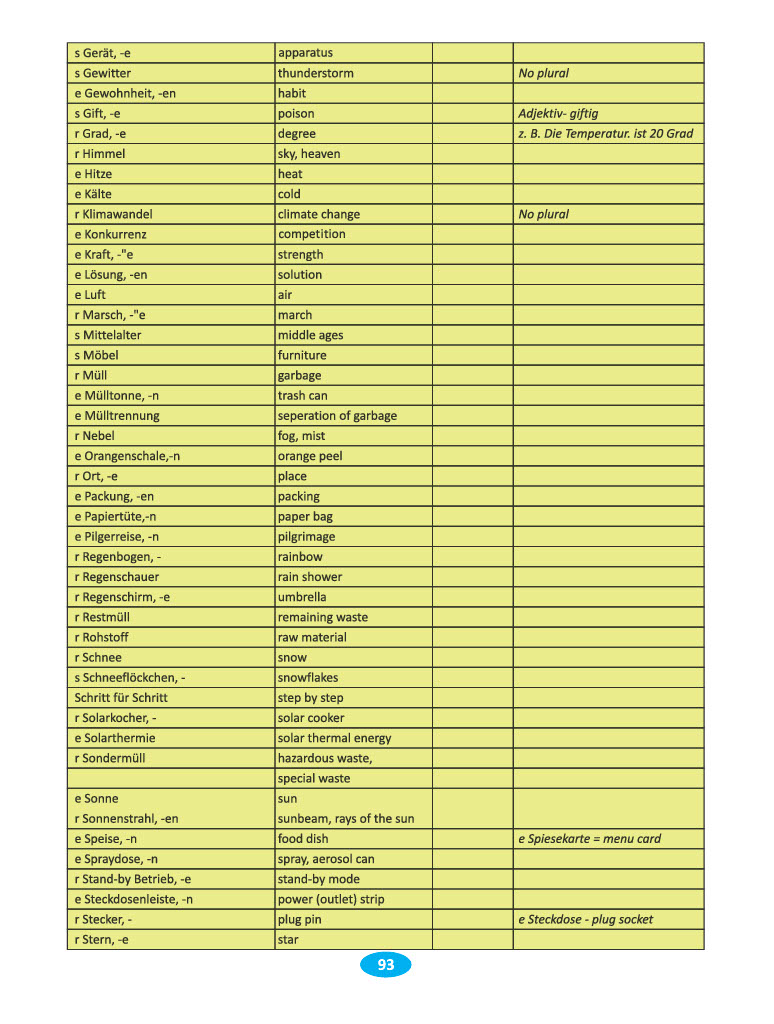 s Gerät, -e apparatus
s Gewitter thunderstorm No plural
e Gewohnheit, -en habit
s Gift, -e poison Adjektiv- giftig
r Grad, -e degree z. B. Die Temperatur. ist 20 Grad
r Himmel sky, heaven
e Hitze heat
e Kälte cold
r Klimawandel climate change No plural
e Konkurrenz competition
e Kraft, -"e strength
e Lösung, -en solution
e Luft air
r Marsch, -"e march
s Mittelalter middle ages
s Möbel furniture
r Müll garbage
e Mülltonne, -n trash can
e Mülltrennung seperation of garbage
r Nebel fog, mist
e Orangenschale,-n orange peel
r Ort, -e place
e Packung, -en packing
e Papiertüte,-n paper bag
e Pilgerreise, -n pilgrimage
r Regenbogen, - rainbow
r Regenschauer rain shower
r Regenschirm, -e umbrella
r Restmüll remaining waste
r Rohstoff raw material
r Schnee snow
s Schneeflöckchen, - snowflakes
Schritt für Schritt step by step
r Solarkocher, - solar cooker
e Solarthermie solar thermal energy
r Sondermüll hazardous waste,
special waste
e Sonne sun
r Sonnenstrahl, -en sunbeam, rays of the sun
e Speise, -n food dish e Spiesekarte = menu card
e Spraydose, -n spray, aerosol can
r Stand-by Betrieb, -e stand-by mode
e Steckdosenleiste, -n power (outlet) strip
r Stecker, - plug pin e Steckdose - plug socket
r Stern, -e star
93